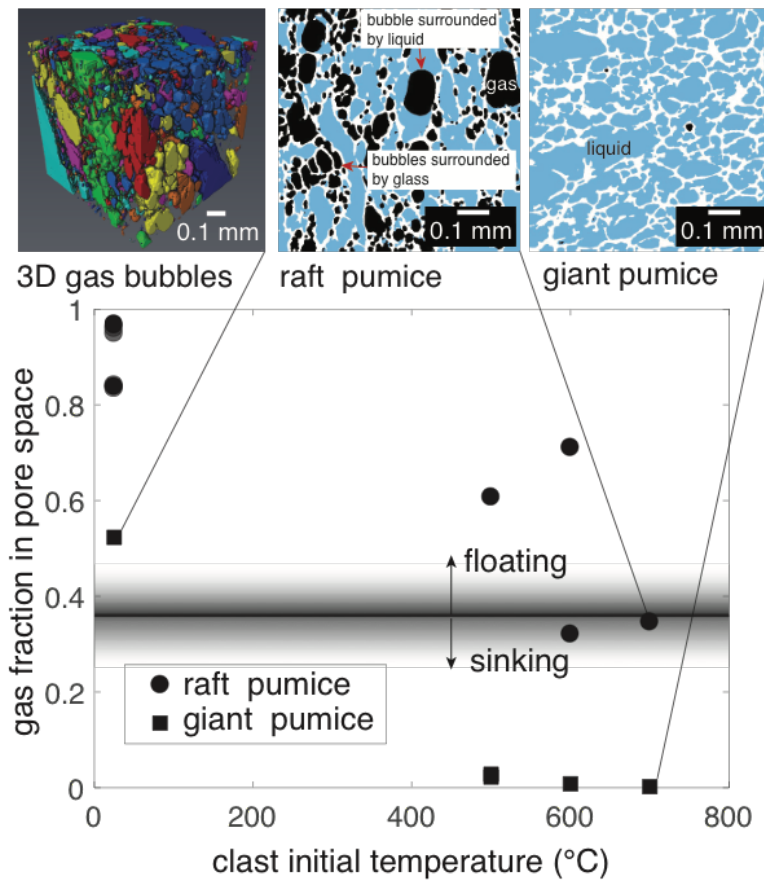 bubble surrounded
by liquid
gas
bubbles surrounded
by glass
liquid
0.1 mm
0.1 mm
0.1 mm
3D gas bubbles
raft pumice
giant pumice
gas fraction in pore space
1
0.8
0.6
0.4
0.2
0
floating
sinking
raft pumice
giant pumice
0
200
400
600
800
clast initial temperature (°C)